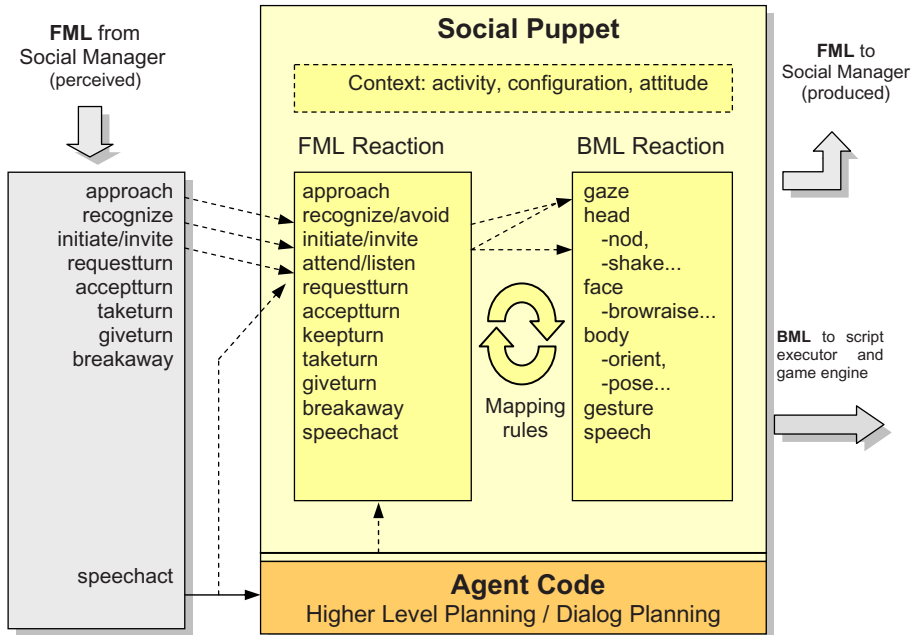 FML from
Social Manager
(perceived)
approach
recognize
initiate/invite
requestturn
acceptturn
taketurn
giveturn
breakaway
speechact
Social Puppet
Context: activity, configuration, attitude
FML Reaction
approach
recognize/avoid
initiate/invite
attend/listen
requestturn
acceptturn
keepturn
taketurn
giveturn
breakaway
speechact
Mapping
rules
BML Reaction
gaze
head
-nod,
-shake...
face
-browraise...
body
-orient,
-pose...
gesture
speech
Agent Code
Higher Level Planning / Dialog Planning
FML to
Social Manager
(produced)
BML to script
executor and
game engine